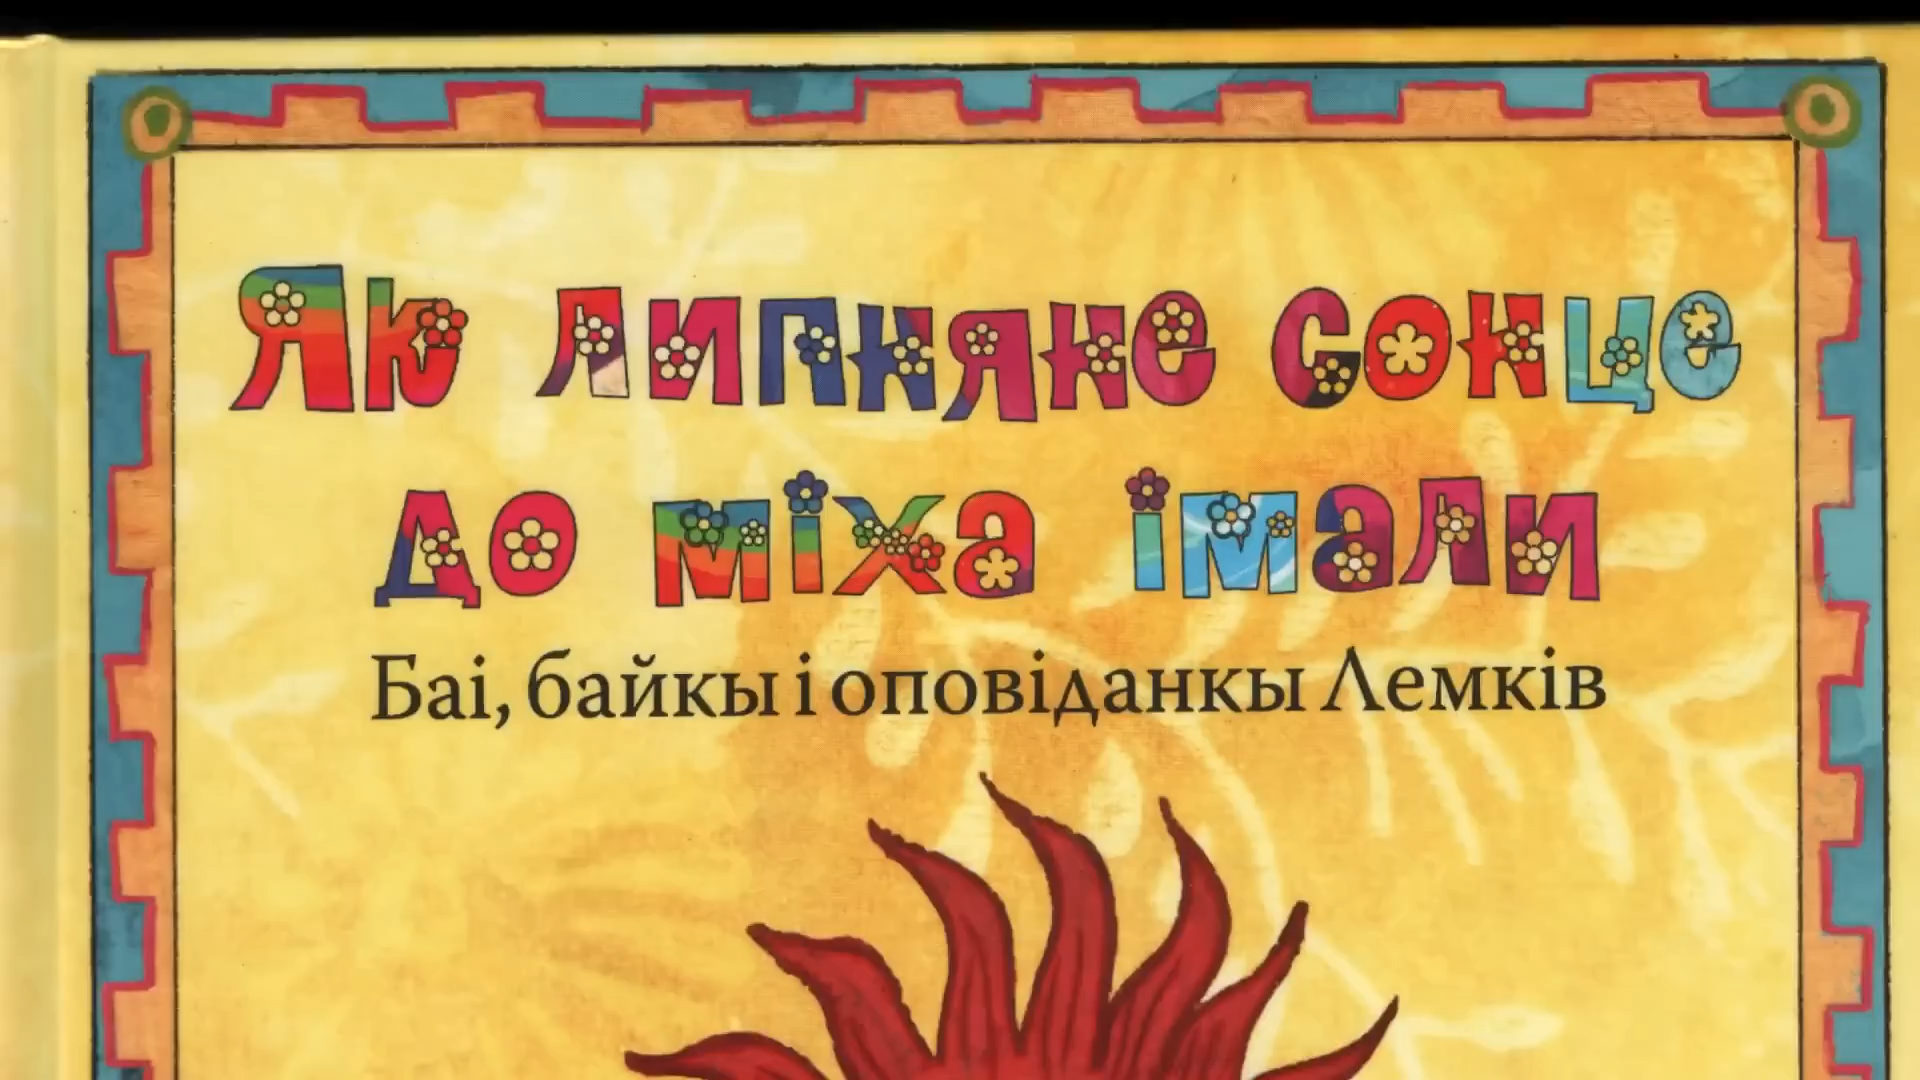 Як липняне сонце
до міха імали
Баі, байкы і оповіданкы Лемків